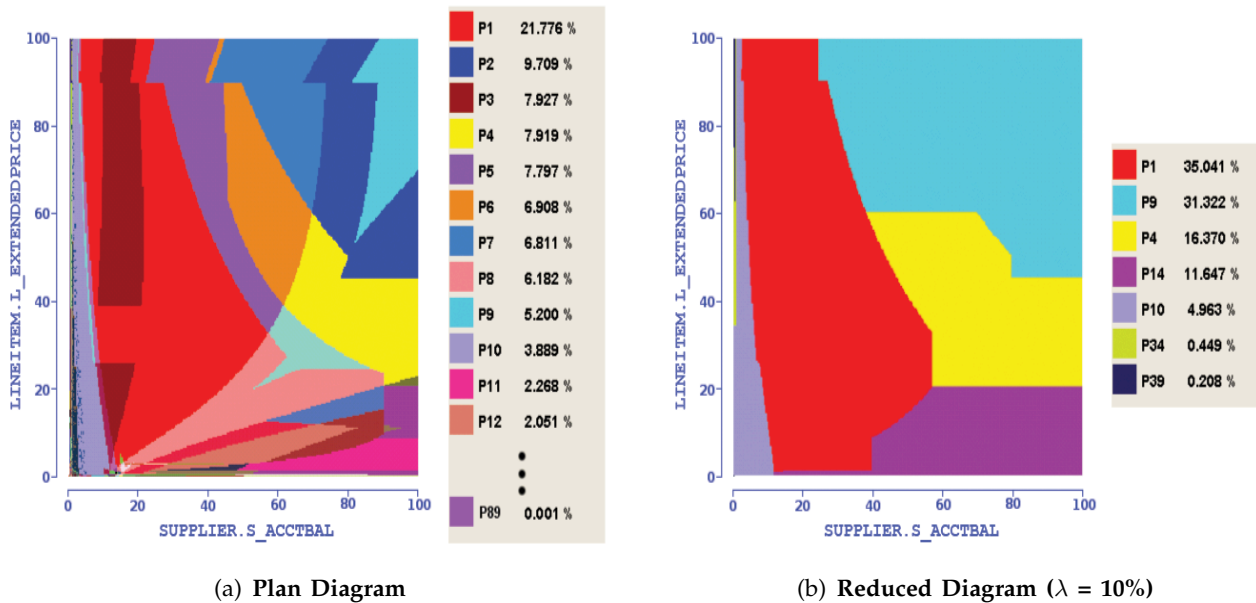 100
80
60
40
20
0
LINEITEM.L_EXTENDEDPRICE
0 20 40 60 80 100
SUPPLIER.S_ACCTBAL
P1 21.776 %
P2 9.709 %
P3 7.927 %
P4 7.919 %
P5 7.797 %
P6 6.908 %
P7 6.811 %
P8 6.182 %
P9 5.200 %
P10 3.889 %
P11 2.268 %
P12 2.051 %
P89 0.001 %
(a) Plan Diagram
100
80
60
40
20
0
LINEITEM.L_EXTENDEDPRICE
0 20 40 60 80 100
SUPPLIER.S_ACCTBAL
P1 35.041 %
P9 31.322 %
P4 16.370 %
P14 11.647 %
P10 4.963 %
P34 0.449 %
P39 0.208 %
(b) Reduced Diagram (λ = 10%)